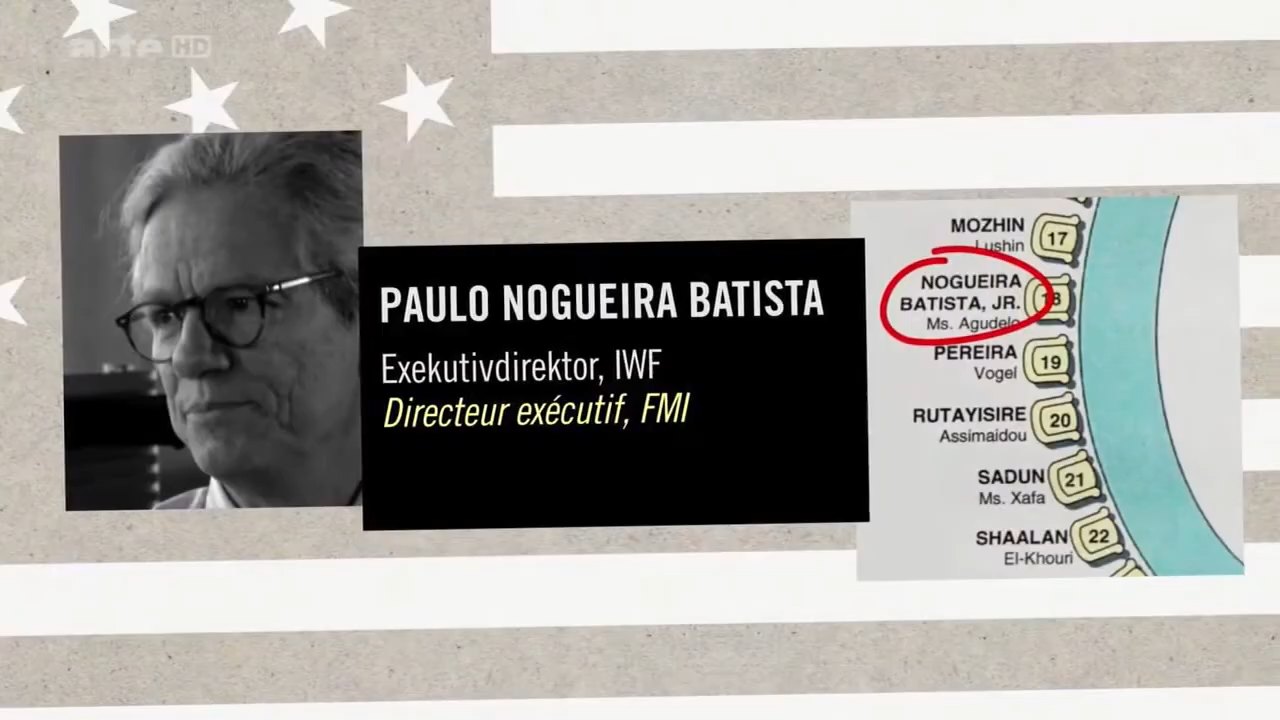 arte HD
PAULO NOGUEIRA BATISTA
Exekutivdirektor, IWF
Directeur exécutif, FMI
MOZHIN 17
Lushin
NOGUEIRA
BATISTA, JR. 18
Ms. Agudelo
PEREIRA 19
Vogel
RUTAYISIRE 20
Assimaidou
SADUN 21
Ms. Xafa
SHAALAN 22
El-Khouri